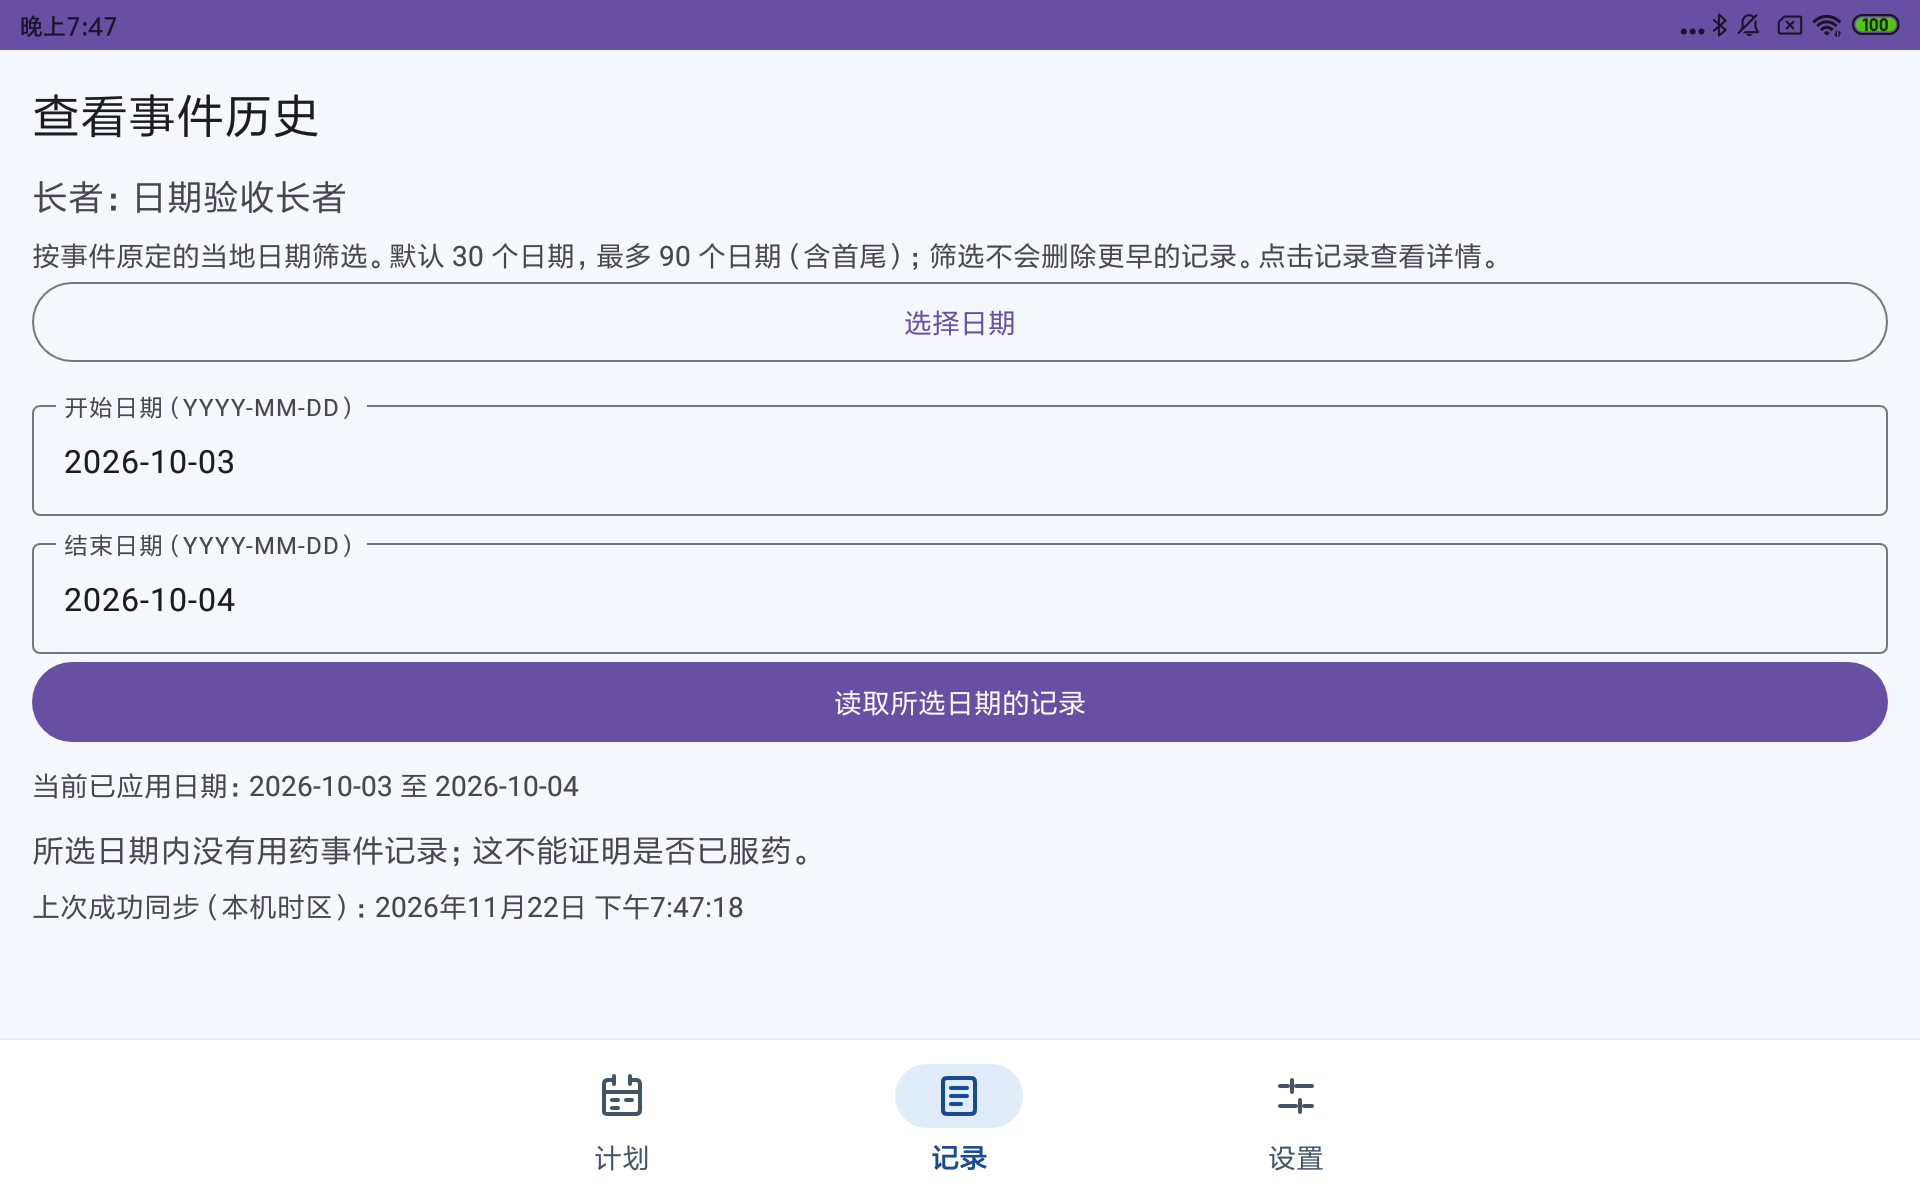 晚上7:47
100
查看事件历史
长者：日期验收长者
按事件原定的当地日期筛选。默认 30 个日期，最多 90 个日期（含首尾）；筛选不会删除更早的记录。点击记录查看详情。
选择日期
开始日期（YYYY-MM-DD）
2026-10-03
结束日期（YYYY-MM-DD）
2026-10-04
读取所选日期的记录
当前已应用日期：2026-10-03 至 2026-10-04
所选日期内没有用药事件记录；这不能证明是否已服药。
上次成功同步（本机时区）：2026年11月22日 下午7:47:18
计划
记录
设置